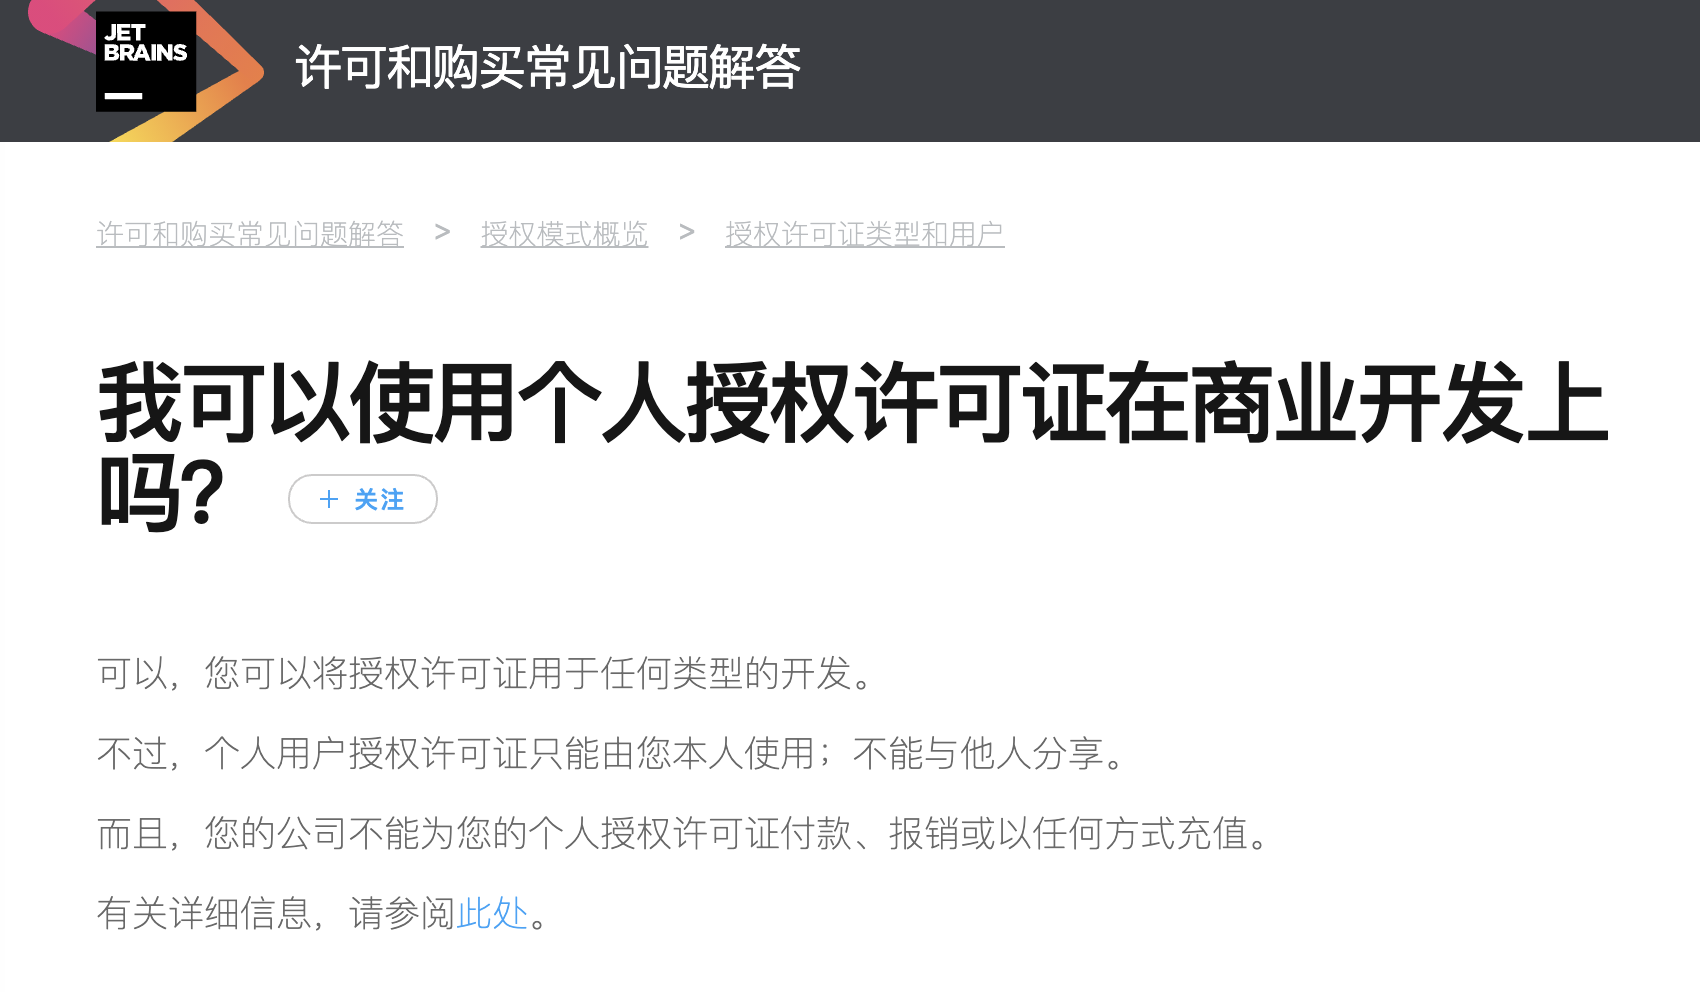 JET
BRAINS
许可和购买常见问题解答
许可和购买常见问题解答 > 授权模式概览 > 授权许可证类型和用户
我可以使用个人授权许可证在商业开发上
吗?
+ 关注
可以，您可以将授权许可证用于任何类型的开发。
不过，个人用户授权许可证只能由您本人使用；不能与他人分享。
而且，您的公司不能为您的个人授权许可证付款、报销或以任何方式充值。
有关详细信息，请参阅此处。